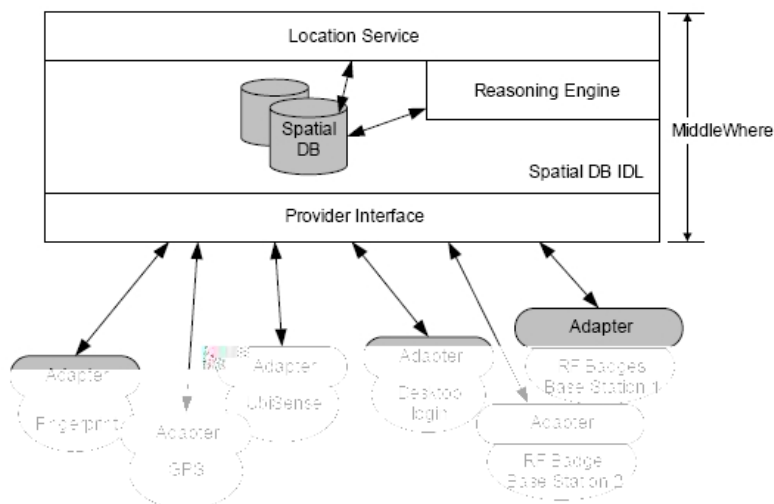 Location Service
Reasoning Engine
Spatial
DB
MiddleWhere
Spatial DB IDL
Provider Interface
Adapter
Fingerprint
Adapter
GPS
Adapter
UbiSense
Adapter
Desktop
login
Adapter
RF Badges
Base Station 1
Adapter
RF Badge
Base Station 2